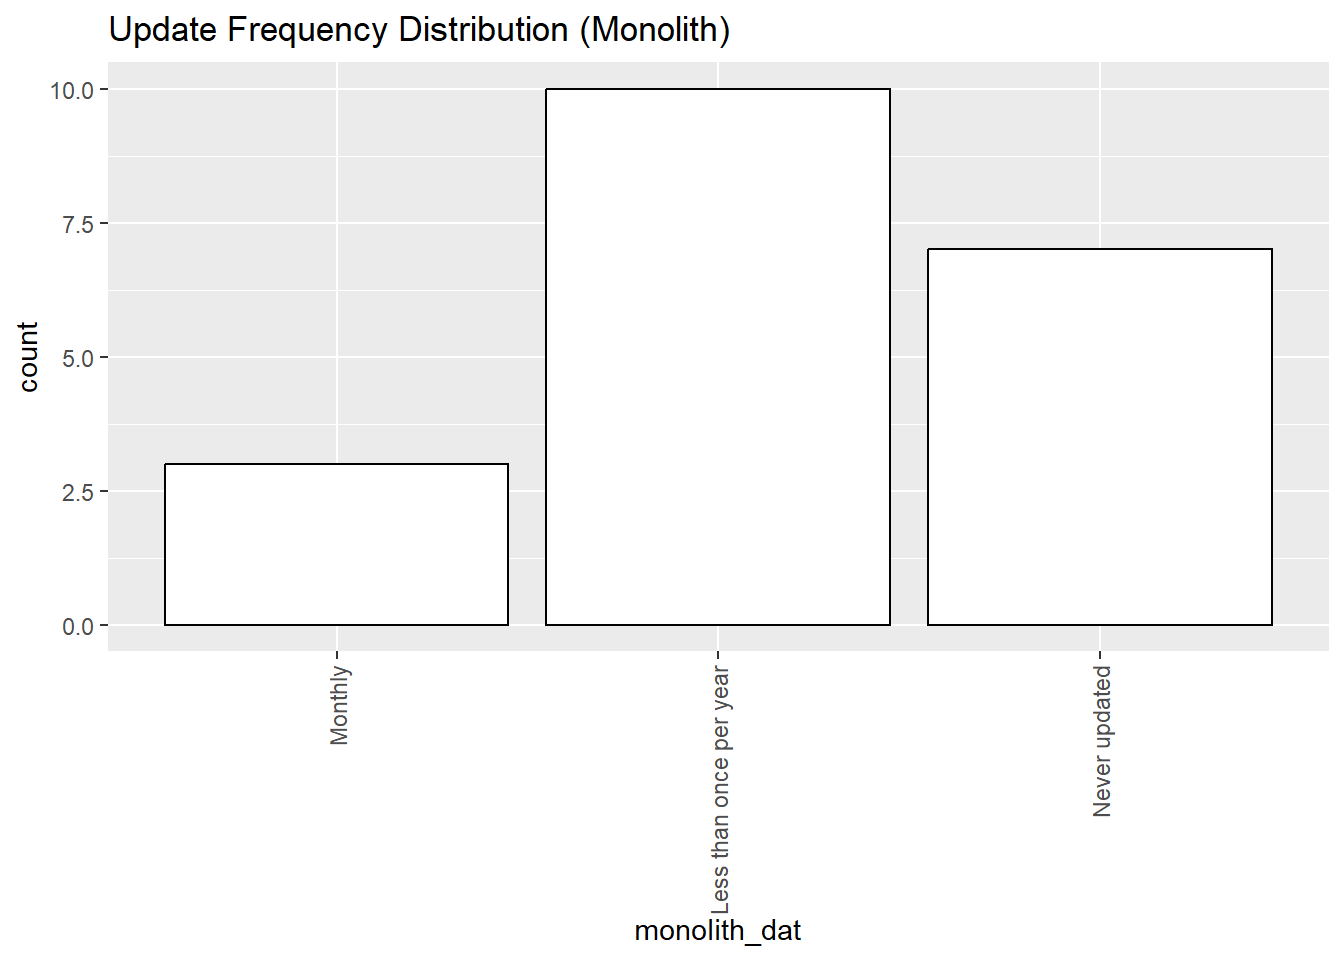 Update Frequency Distribution (Monolith)
10.0
7.5
5.0
2.5
0.0
count
Monthly
Less than once per year
Never updated
monolith_dat